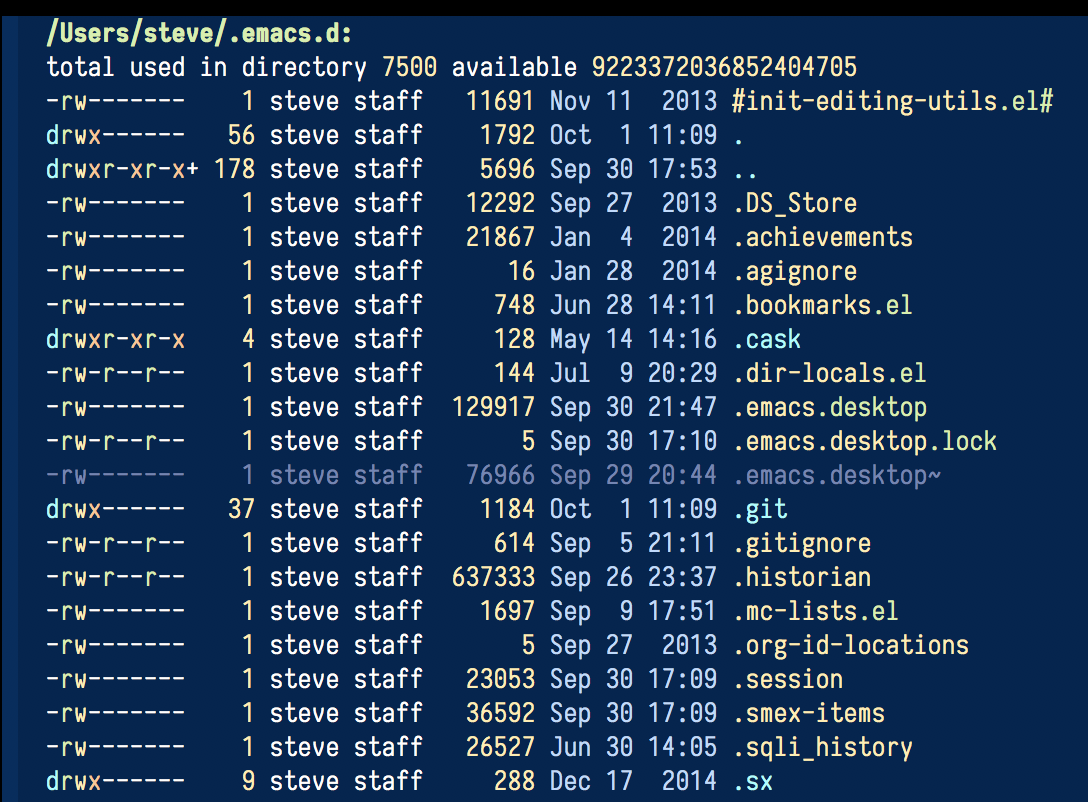 /Users/steve/.emacs.d:
total used in directory 7500 available 9223372036852404705
-rw-------    1 steve staff   11691 Nov 11  2013 #init-editing-utils.el#
drwx------   56 steve staff    1792 Oct  1 11:09 .
drwxr-xr-x+ 178 steve staff    5696 Sep 30 17:53 ..
-rw-------    1 steve staff   12292 Sep 27  2013 .DS_Store
-rw-------    1 steve staff   21867 Jan  4  2014 .achievements
-rw-------    1 steve staff      16 Jan 28  2014 .agignore
-rw-------    1 steve staff     748 Jun 28 14:11 .bookmarks.el
drwxr-xr-x    4 steve staff     128 May 14 14:16 .cask
-rw-r--r--    1 steve staff     144 Jul  9 20:29 .dir-locals.el
-rw-------    1 steve staff  129917 Sep 30 21:47 .emacs.desktop
-rw-r--r--    1 steve staff       5 Sep 30 17:10 .emacs.desktop.lock
-rw-------    1 steve staff   76966 Sep 29 20:44 .emacs.desktop~
drwx------   37 steve staff    1184 Oct  1 11:09 .git
-rw-r--r--    1 steve staff     614 Sep  5 21:11 .gitignore
-rw-r--r--    1 steve staff  637333 Sep 26 23:37 .historian
-rw-------    1 steve staff    1697 Sep  9 17:51 .mc-lists.el
-rw-------    1 steve staff       5 Sep 27  2013 .org-id-locations
-rw-------    1 steve staff   23053 Sep 30 17:09 .session
-rw-------    1 steve staff   36592 Sep 30 17:09 .smex-items
-rw-------    1 steve staff   26527 Jun 30 14:05 .sqli_history
drwx------    9 steve staff     288 Dec 17  2014 .sx